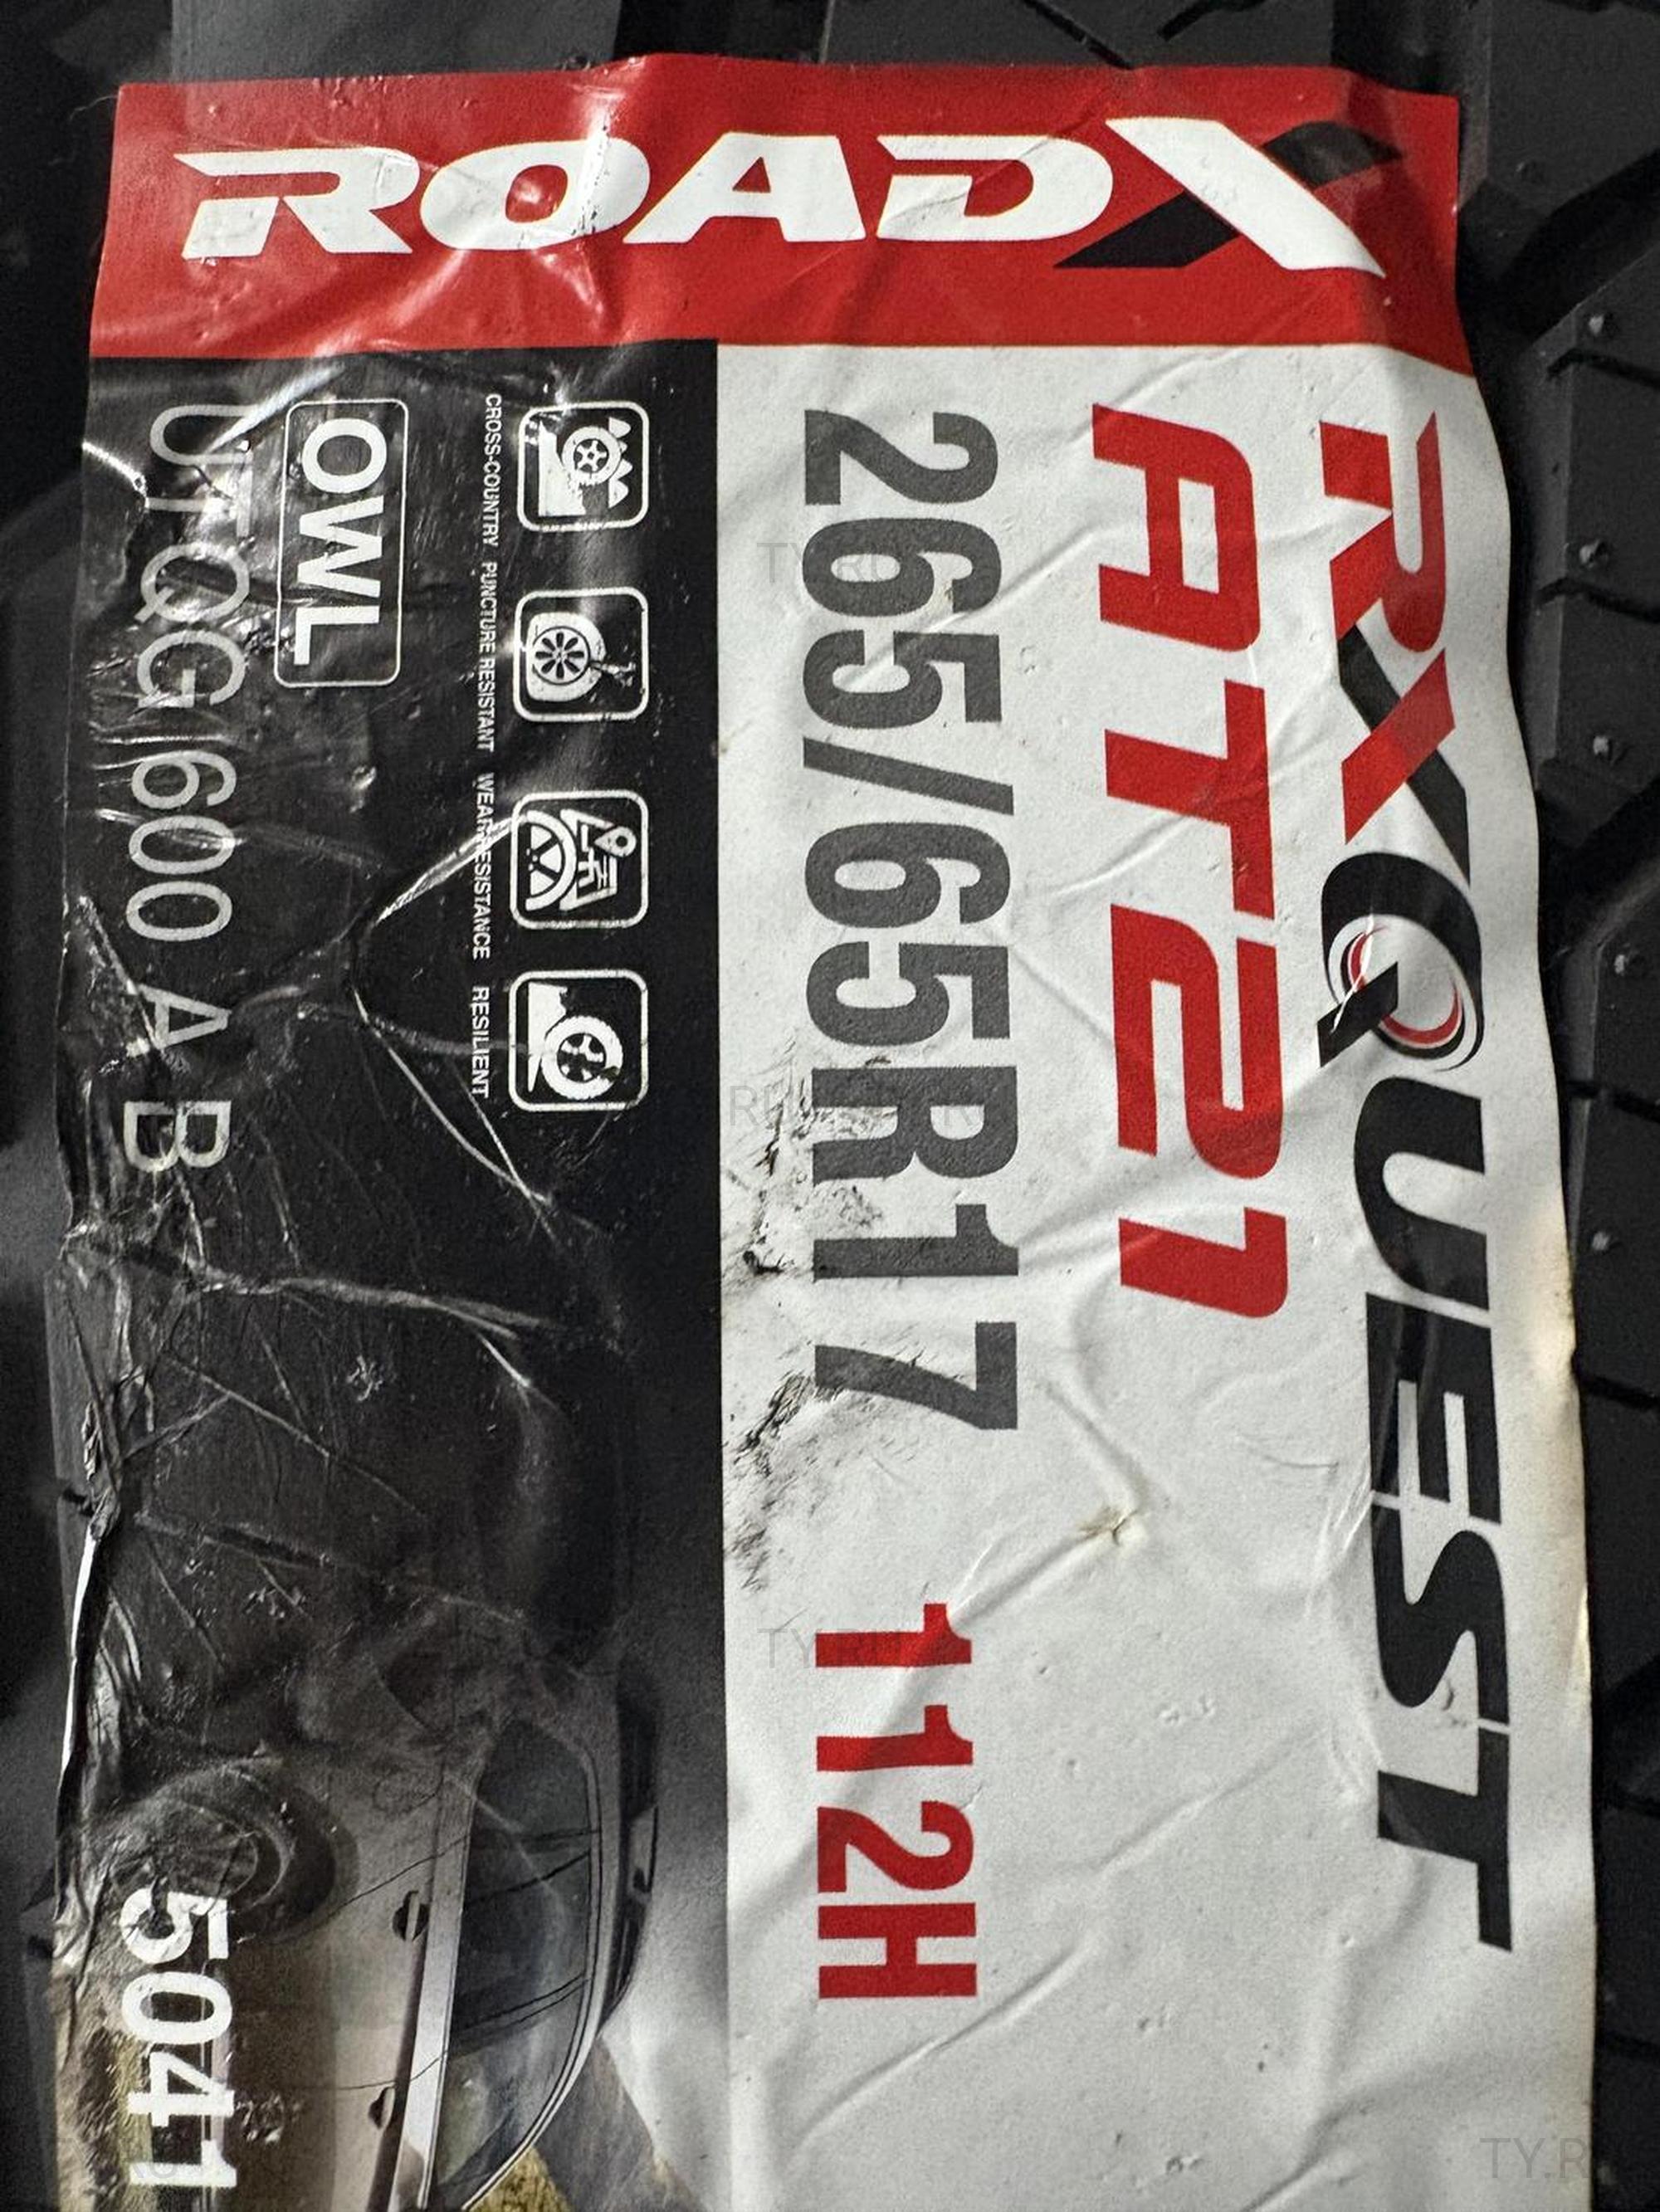 ROADX
RXQUEST
AT21
265/65R17 112H
CROSS-COUNTRY PUNCTURE RESISTANT WEAR RESISTANCE RESILIENT
OWL
UTQG 600 A B
5041